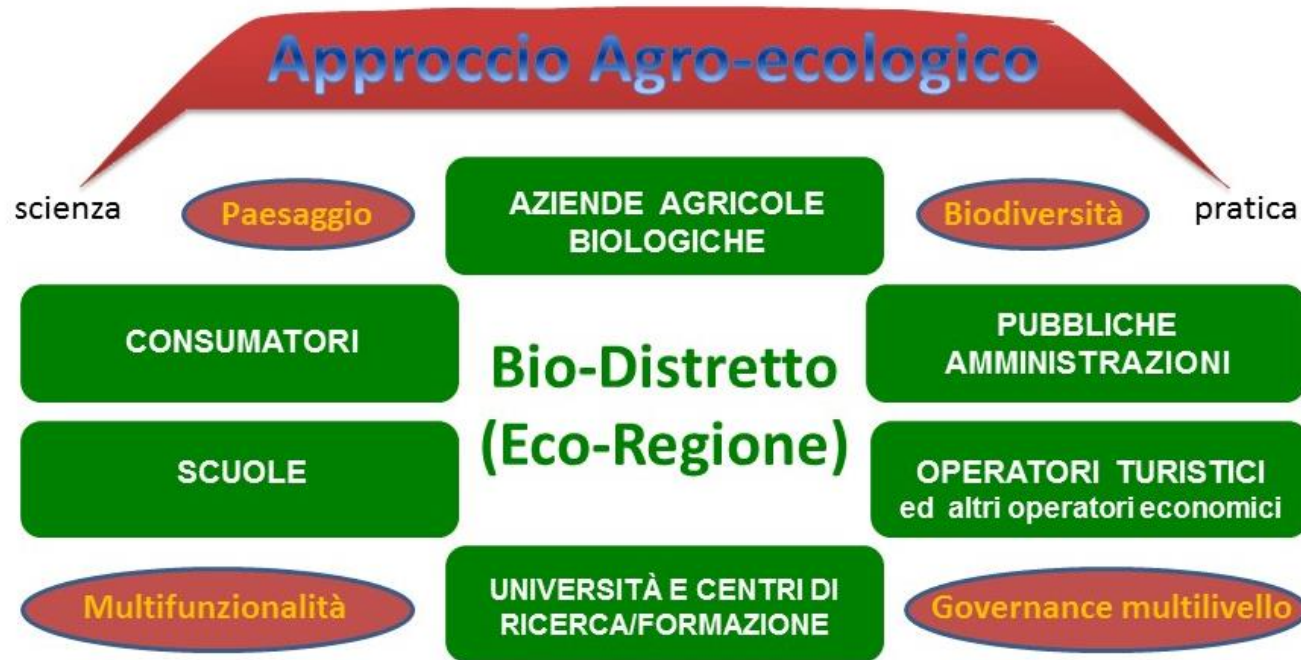 Approccio Agro-ecologico
scienza
Paesaggio
AZIENDE AGRICOLE
BIOLOGICHE
Biodiversità
pratica
CONSUMATORI
Bio-Distretto
(Eco-Regione)
PUBBLICHE
AMMINISTRAZIONI
SCUOLE
OPERATORI TURISTICI
ed altri operatori economici
Multifunzionalità
UNIVERSITÀ E CENTRI DI
RICERCA/FORMAZIONE
Governance multilivello